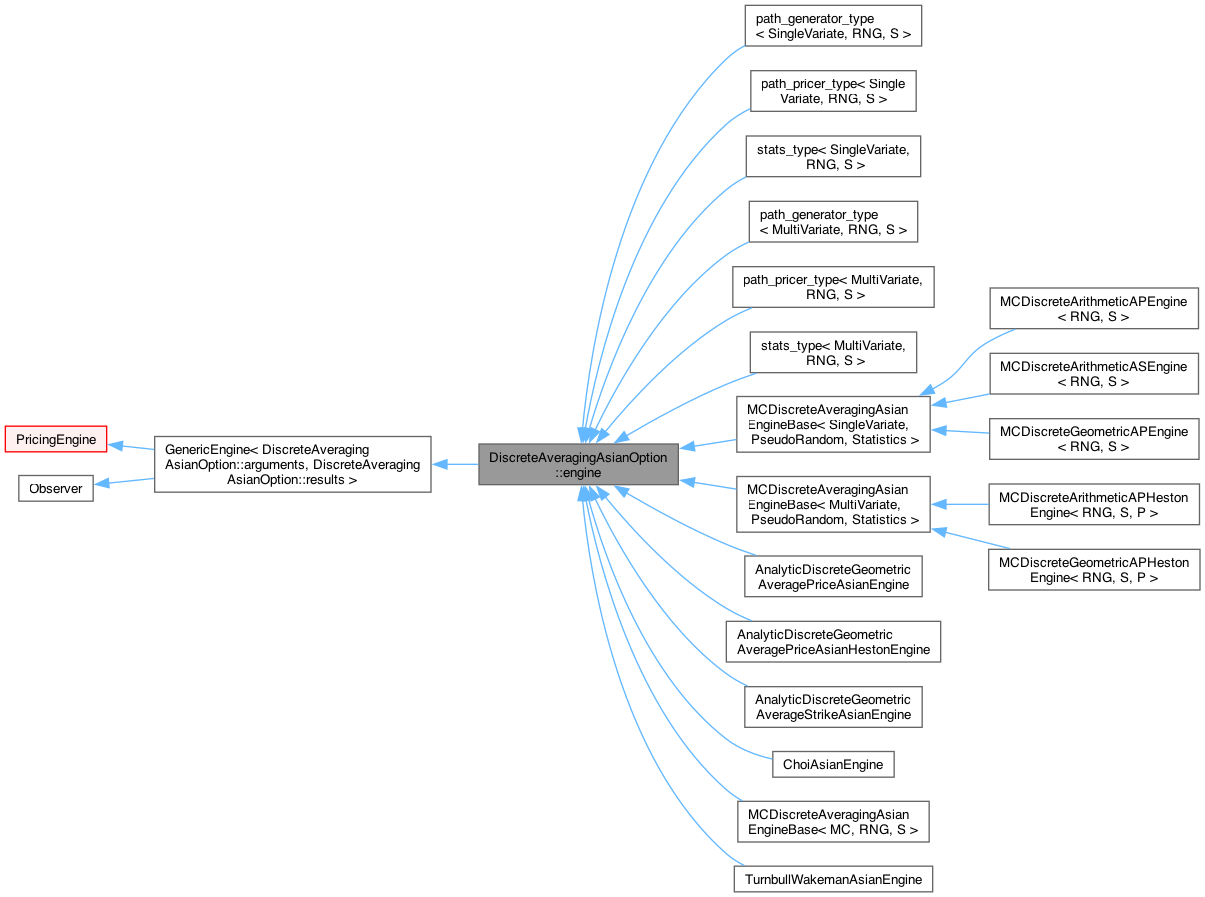 PricingEngine
Observer
GenericEngine< DiscreteAveraging
AsianOption::arguments, DiscreteAveraging
AsianOption::results >
DiscreteAveragingAsianOption
::engine
path_generator_type
< SingleVariate, RNG, S >
path_pricer_type< Single
Variate, RNG, S >
stats_type< SingleVariate,
RNG, S >
path_generator_type
< MultiVariate, RNG, S >
path_pricer_type< MultiVariate,
RNG, S >
stats_type< MultiVariate,
RNG, S >
MCDiscreteAveragingAsian
EngineBase< SingleVariate,
PseudoRandom, Statistics >
MCDiscreteAveragingAsian
EngineBase< MultiVariate,
PseudoRandom, Statistics >
AnalyticDiscreteGeometric
AveragePriceAsianEngine
AnalyticDiscreteGeometric
AveragePriceAsianHestonEngine
AnalyticDiscreteGeometric
AverageStrikeAsianEngine
ChoiAsianEngine
MCDiscreteAveragingAsian
EngineBase< MC, RNG, S >
TurnbullWakemanAsianEngine
MCDiscreteArithmeticAPEngine
< RNG, S >
MCDiscreteArithmeticASEngine
< RNG, S >
MCDiscreteGeometricAPEngine
< RNG, S >
MCDiscreteArithmeticAPHeston
Engine< RNG, S, P >
MCDiscreteGeometricAPHeston
Engine< RNG, S, P >